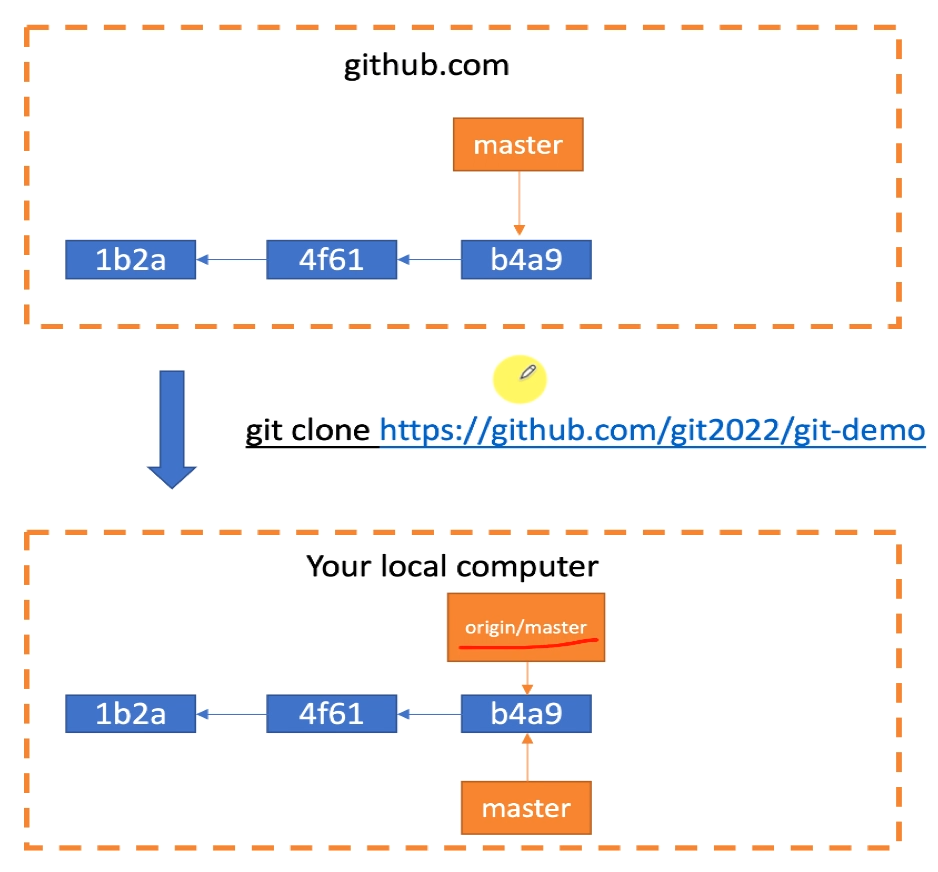 github.com
master
1b2a
4f61
b4a9
git clone https://github.com/git2022/git-demo
Your local computer
origin/master
1b2a
4f61
b4a9
master